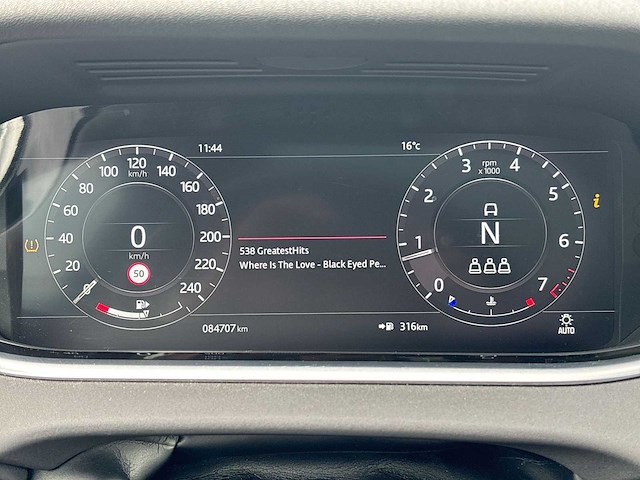 11:44
16°c
0 20 40 60 80 100 120 140 160 180 200 220 240
km/h
0
km/h
50
538 GreatestHits
Where Is The Love - Black Eyed Pe...
0 1 2 3 4 5 6 7
rpm
x 1000
N
i
084707 km
316km
AUTO